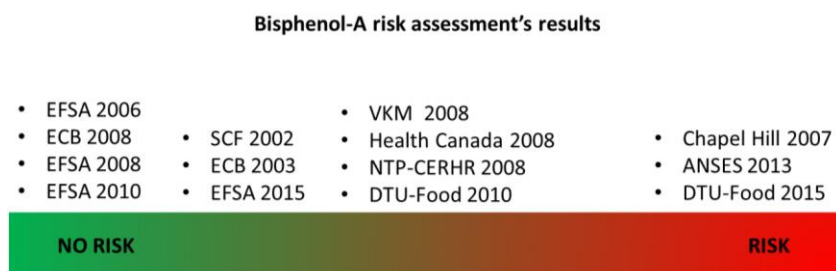 Bisphenol-A risk assessment's results
• EFSA 2006
• ECB 2008
• EFSA 2008
• EFSA 2010
• SCF 2002
• ECB 2003
• EFSA 2015
• VKM 2008
• Health Canada 2008
• NTP-CERHR 2008
• DTU-Food 2010
• Chapel Hill 2007
• ANSES 2013
• DTU-Food 2015
NO RISK
RISK